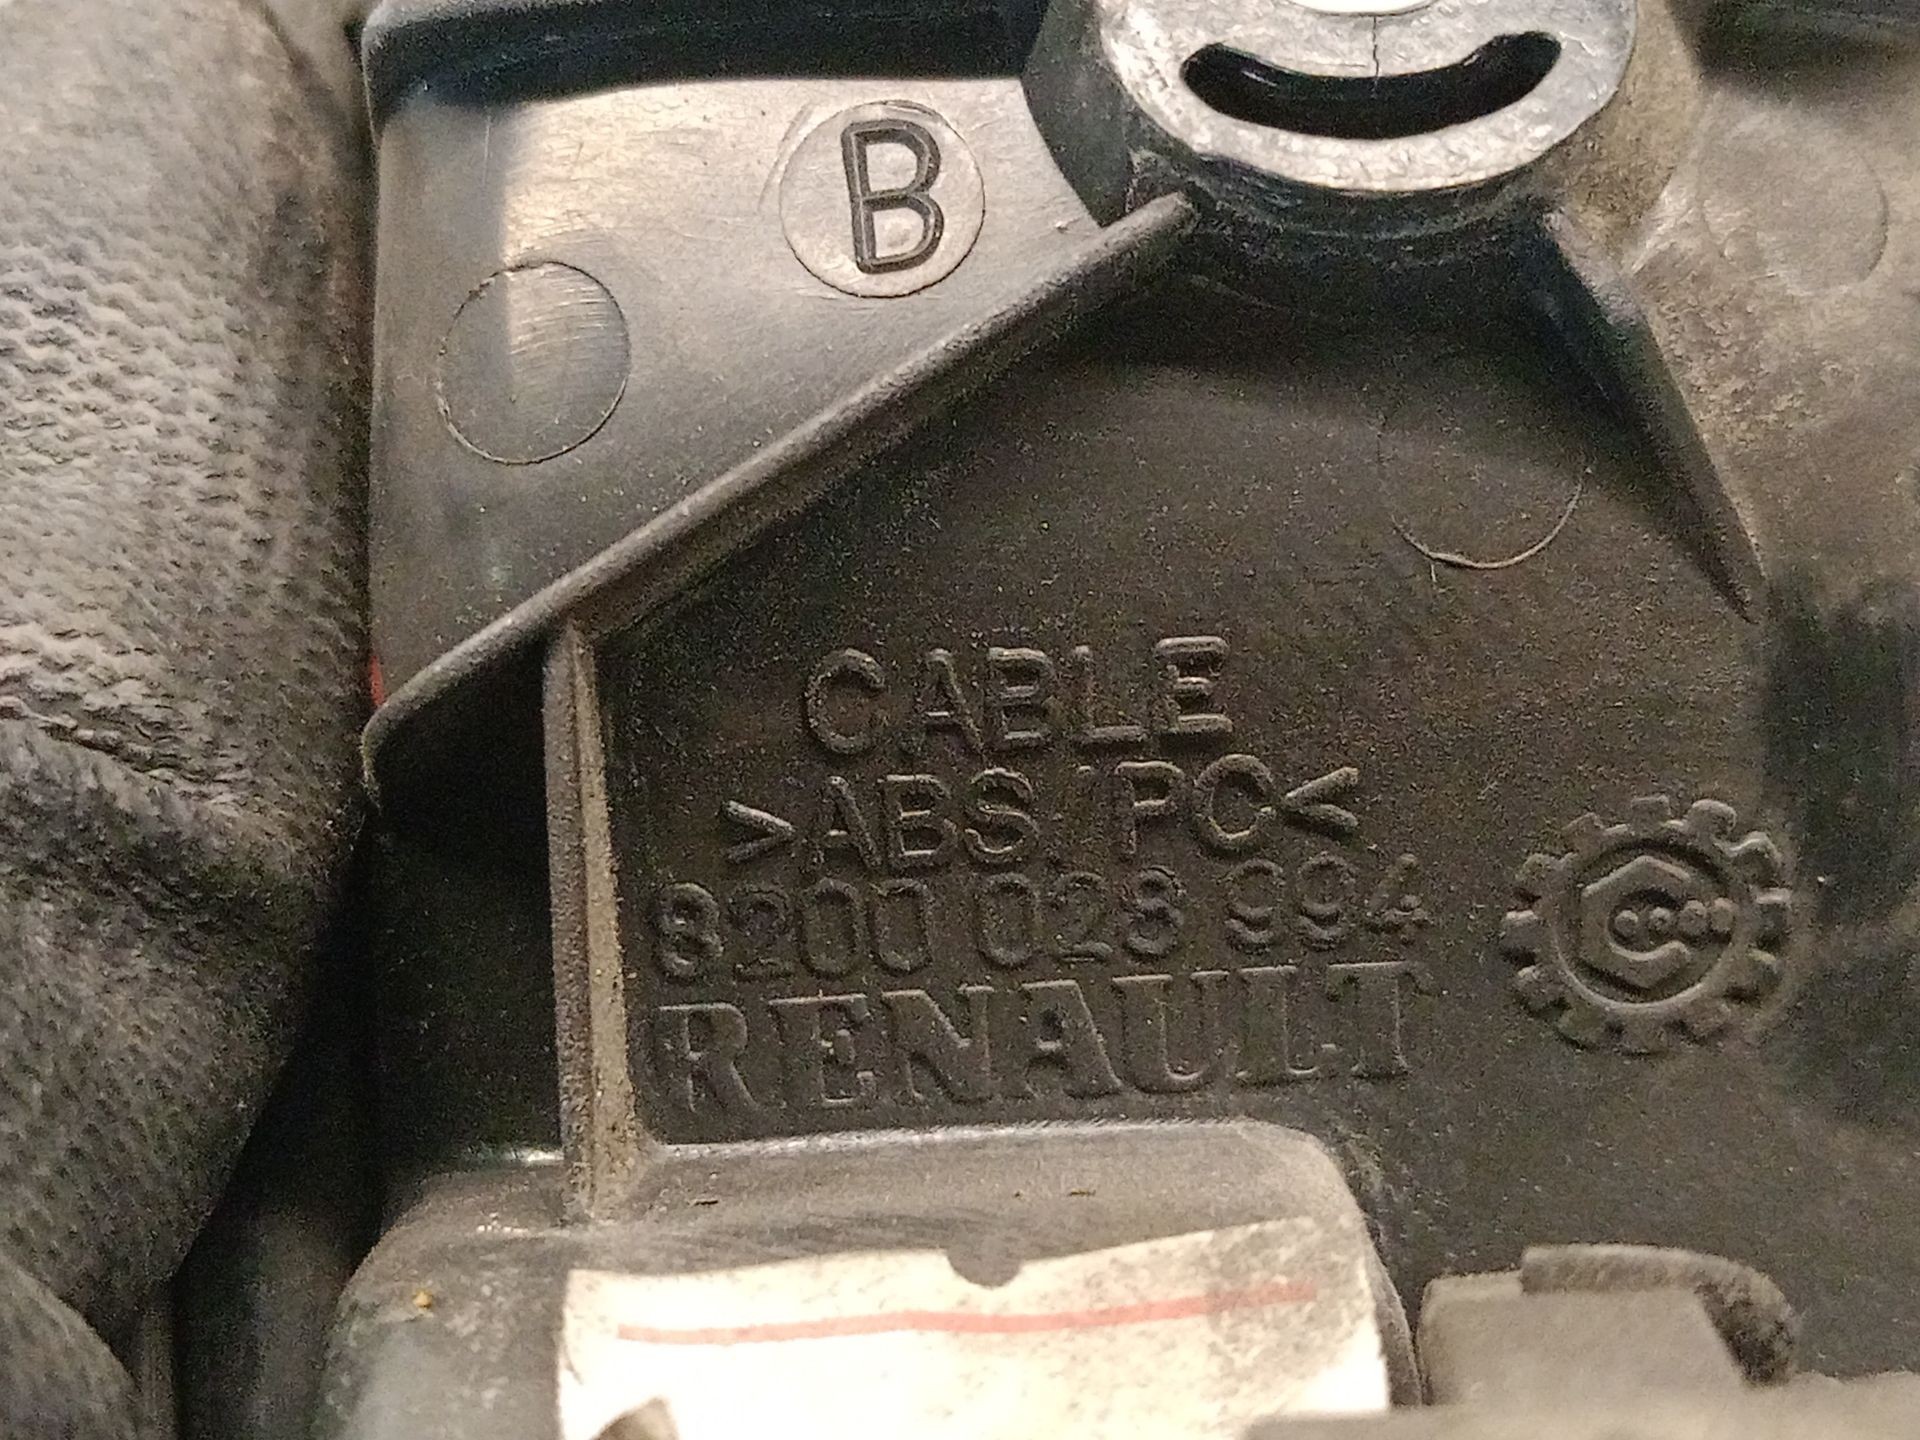 B
CABLE
>ABS/PC<
8200 028 994
RENAULT